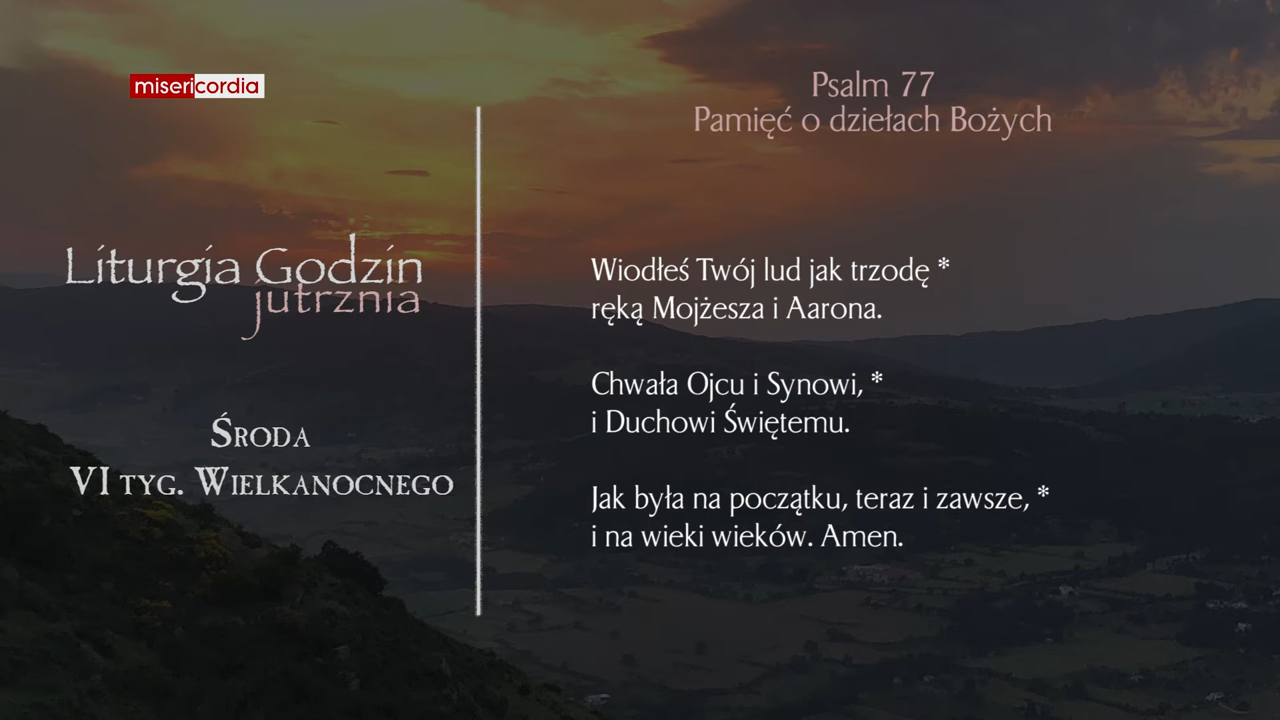 misericordia
Liturgia Godzin
jutrznia
Środa
VI tyg. Wielkanocnego
Psalm 77
Pamięć o dziełach Bożych
Wiodłeś Twój lud jak trzodę *
ręką Mojżesza i Aarona.
Chwała Ojcu i Synowi, *
i Duchowi Świętemu.
Jak była na początku, teraz i zawsze, *
i na wieki wieków. Amen.